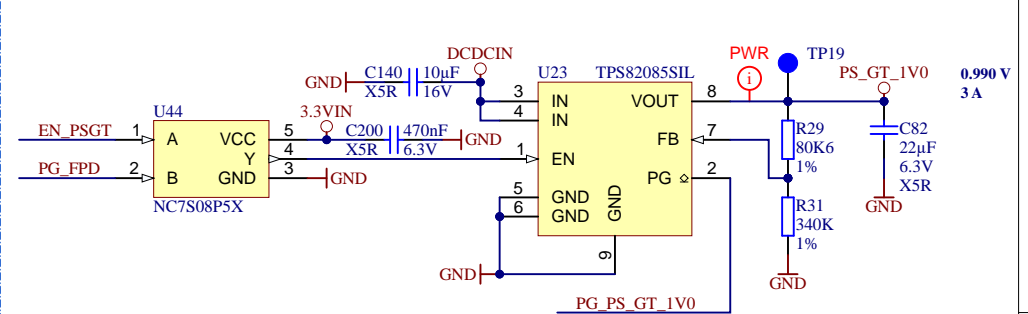 PWR
TP19
i
DCDCIN
GND
C140
10µF
X5R
16V
U23
TPS82085SIL
PS_GT_1V0
0.990 V
3 A
3
IN
VOUT
8
4
IN
U44
3.3VIN
EN_PSGT
1
A
VCC
5
C200
470nF
GND
X5R
6.3V
Y
4
1
EN
FB
7
R29
80K6
1%
C82
22µF
6.3V
X5R
GND
PG_FPD
2
B
GND
3
GND
NC7S08P5X
PG
2
5
GND
6
GND
GND
9
R31
340K
1%
GND
GND
PG_PS_GT_1V0